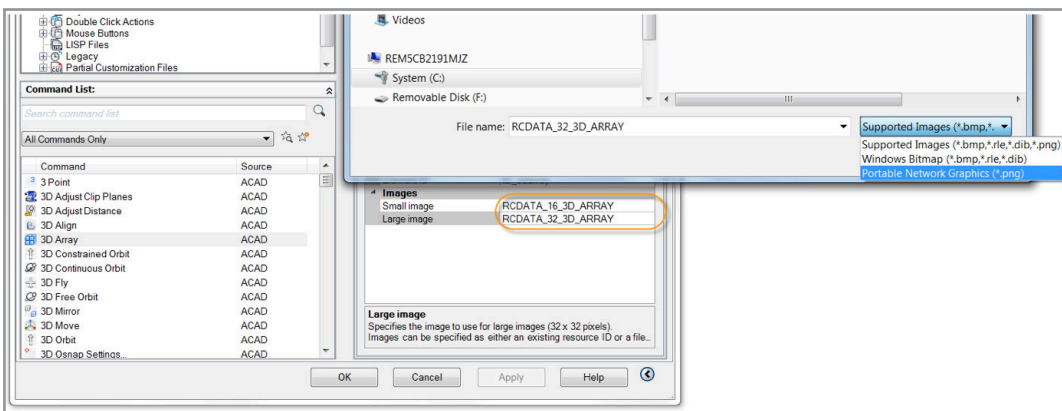 Double Click Actions
Mouse Buttons
LISP Files
Legacy
Partial Customization Files
Command List:
Search command list
All Commands Only
Command Source
3 Point ACAD
3D Adjust Clip Planes ACAD
3D Adjust Distance ACAD
3D Align ACAD
3D Array ACAD
3D Constrained Orbit ACAD
3D Continuous Orbit ACAD
3D Fly ACAD
3D Free Orbit ACAD
3D Mirror ACAD
3D Move ACAD
3D Orbit ACAD
3D Osnap Settings... ACAD
Videos
REM5CB2191MJZ
System (C:)
Removable Disk (F:)
File name: RCDATA_32_3D_ARRAY
Supported Images (*.bmp,*.
Supported Images (*.bmp,*.rle,*.dib,*.png)
Windows Bitmap (*.bmp,*.rle,*.dib)
Portable Network Graphics (*.png)
Images
Small image RCDATA_16_3D_ARRAY
Large image RCDATA_32_3D_ARRAY
Large image
Specifies the image to use for large images (32 x 32 pixels).
Images can be specified as either an existing resource ID or a file...
OK Cancel Apply Help